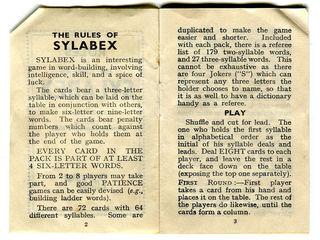 THE RULES OF
SYLABEX
SYLABEX is an interesting
game in word-building, involving
intelligence, skill, and a spice of
luck.
The cards bear a three-letter
syllable, which can be laid on the
table in conjunction with others,
to make six-letter or nine-letter
words. The cards bear penalty
numbers which count against
the player who holds them at
the end of the game.
EVERY CARD IN THE
PACK IS PART OF AT LEAST
4 SIX-LETTER WORDS.
From 2 to 8 players may take
part, and good PATIENCE
games can be easily devised (e.g.,
building ladder words).
There are 72 cards with 64
different syllables. Some are
2
duplicated to make the game
easier and shorter. Included
with each pack, there is a referee
list of 179 two-syllable words,
and 27 three-syllable words. This
cannot be exhaustive as there
are four Jokers ("S") which can
represent any three letters the
holder chooses to name, so that
it is as well to have a dictionary
handy as a referee.
PLAY
Shuffle and cut for lead. The
one who holds the first syllable
in alphabetical order as the
initial of his syllable deals and
leads. Deal EIGHT cards to each
player, and leave the rest in a
deck face down on the table
(exposing the top one separately).
FIRST ROUND:—First player
takes a card from his hand and
places it on the table. The rest of
the players do likewise, until the
cards form a column.
3